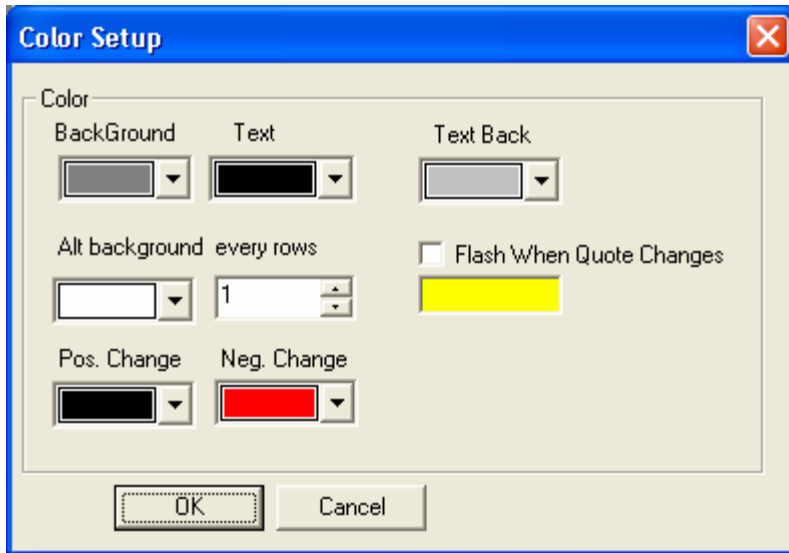 Color Setup
Color
BackGround Text Text Back
Alt background every rows Flash When Quote Changes
1
Pos. Change Neg. Change
OK Cancel